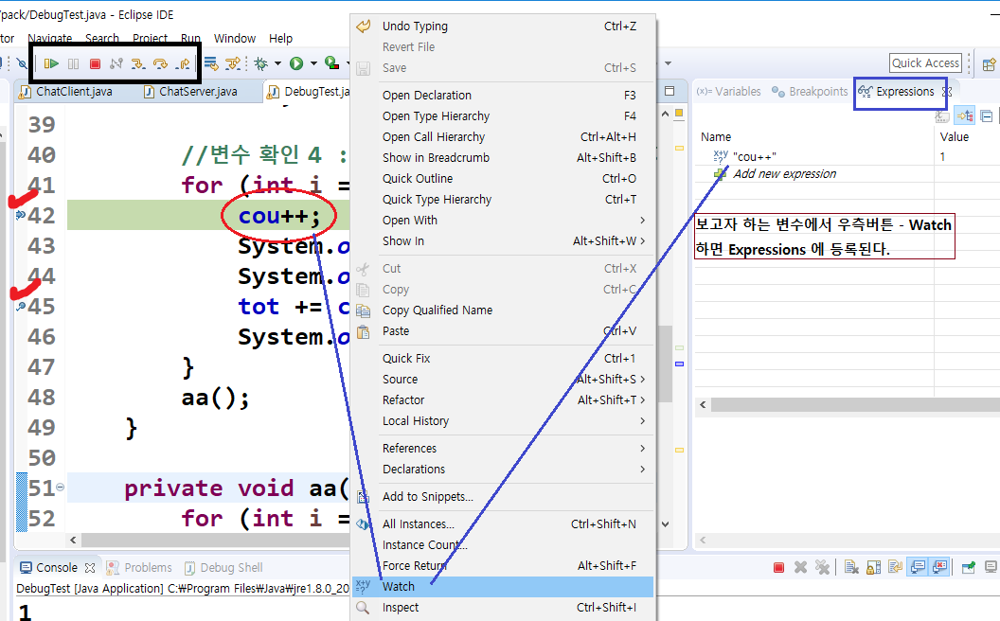 /pack/DebugTest.java - Eclipse IDE
tor Navigate Search Project Run Window Help
Quick Access
ChatClient.java ChatServer.java DebugTest.ja
39
40 //변수 확인 4 :
41 for (int i =
42 cou++;
43 System.o
44 System.o
45 tot += c
46 System.o
47 }
48 aa();
49 }
50
51 private void aa(
52 for (int i =
Undo Typing Ctrl+Z
Revert File
Save Ctrl+S
Open Declaration F3
Open Type Hierarchy F4
Open Call Hierarchy Ctrl+Alt+H
Show in Breadcrumb Alt+Shift+B
Quick Outline Ctrl+O
Quick Type Hierarchy Ctrl+T
Open With
Show In Alt+Shift+W
Cut Ctrl+X
Copy Ctrl+C
Copy Qualified Name
Paste Ctrl+V
Quick Fix Ctrl+1
Source Alt+Shift+S
Refactor Alt+Shift+T
Local History
References
Declarations
Add to Snippets...
All Instances... Ctrl+Shift+N
Instance Count...
Force Return Alt+Shift+F
Watch
Inspect Ctrl+Shift+I
(x)= Variables Breakpoints Expressions
Name Value
"cou++" 1
Add new expression
보고자 하는 변수에서 우측버튼 - Watch
하면 Expressions 에 등록된다.
Console Problems Debug Shell
DebugTest [Java Application] C:₩Program Files₩Java₩jre1.8.0_20
1